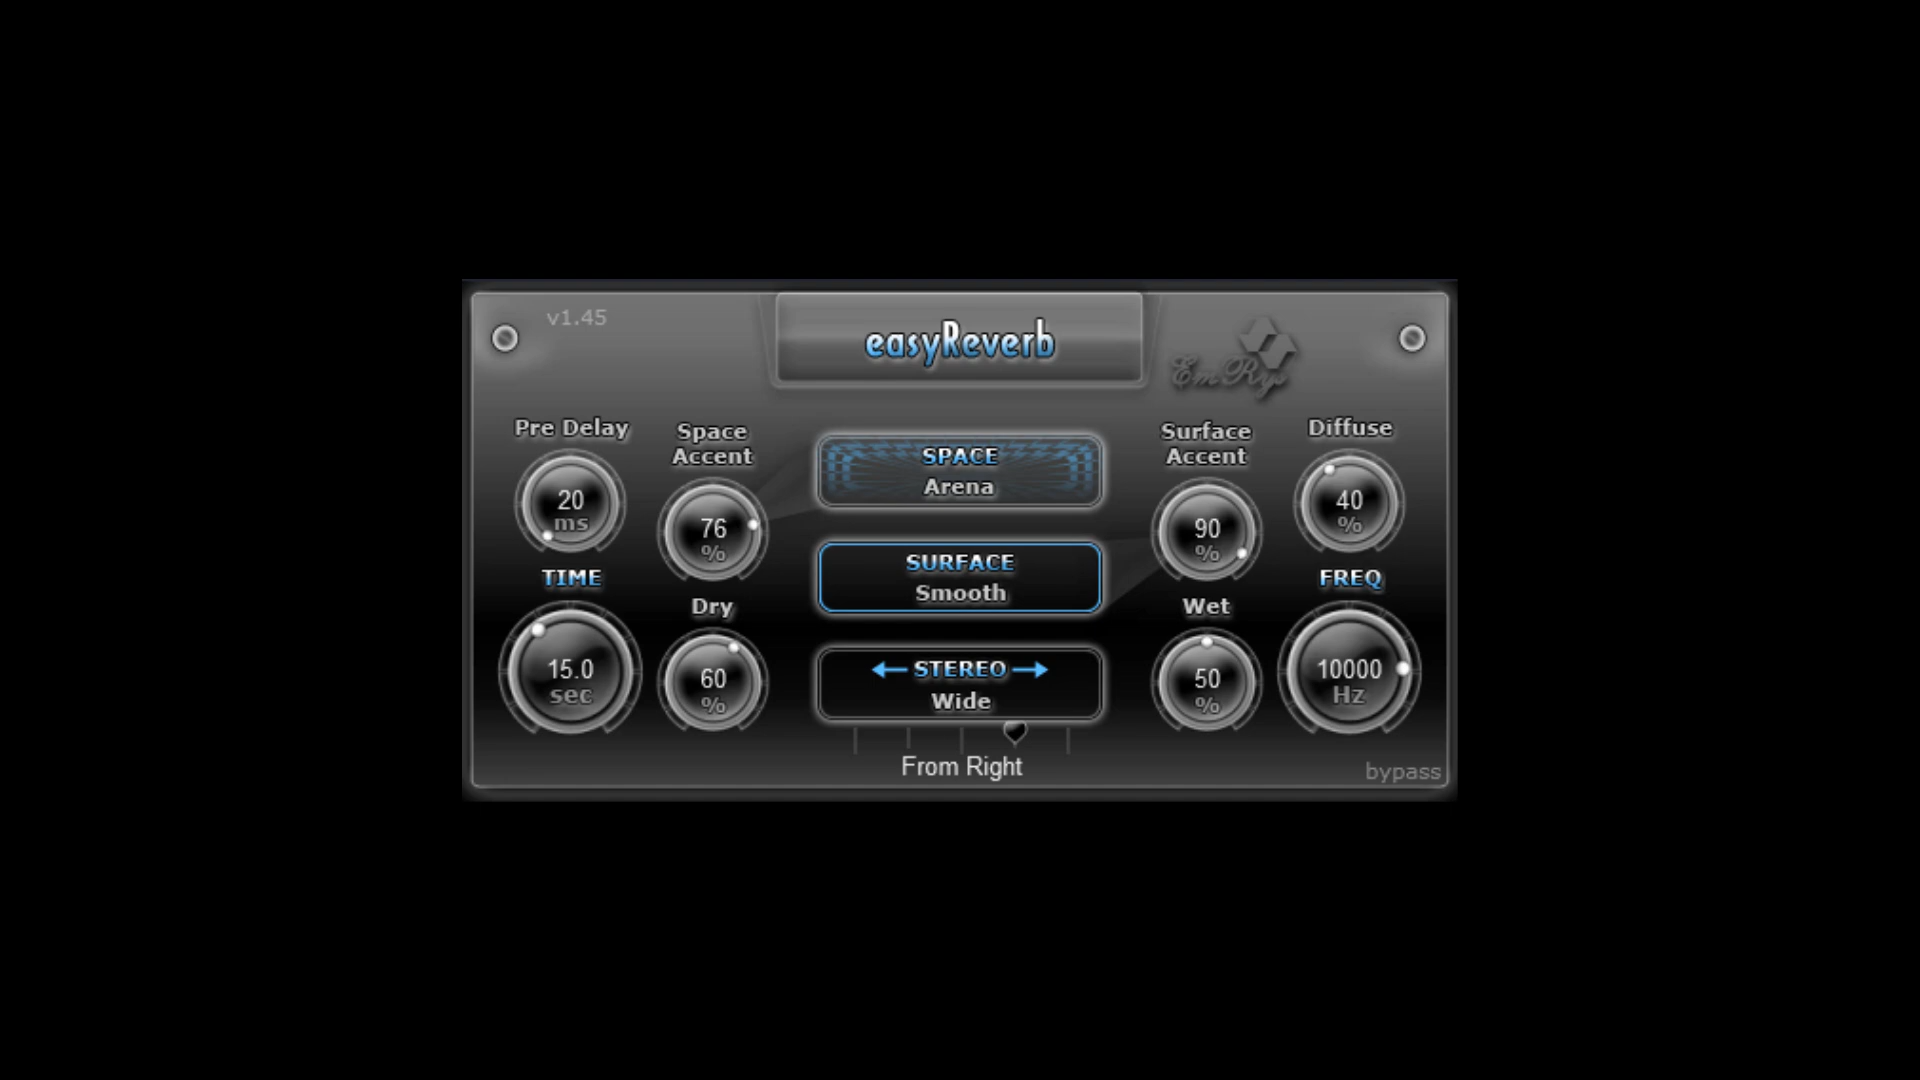 v1.45
easyReverb
EmRys
Pre Delay
20
ms
Space
Accent
76
%
SPACE
Arena
Surface
Accent
90
%
Diffuse
40
%
SURFACE
Smooth
TIME
15.0
sec
Dry
60
%
STEREO
Wide
From Right
Wet
50
%
FREQ
10000
Hz
bypass